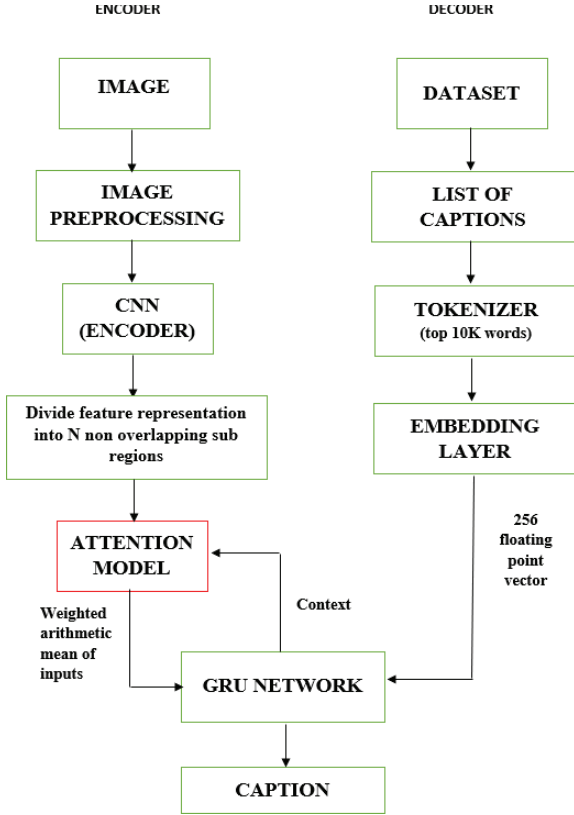 ENCODER
DECODER
IMAGE
DATASET
IMAGE
PREPROCESSING
LIST OF
CAPTIONS
CNN
(ENCODER)
TOKENIZER
(top 10K words)
Divide feature representation
into N non overlapping sub
regions
EMBEDDING
LAYER
ATTENTION
MODEL
256
floating
point
vector
Weighted
arithmetic
mean of
inputs
Context
GRU NETWORK
CAPTION